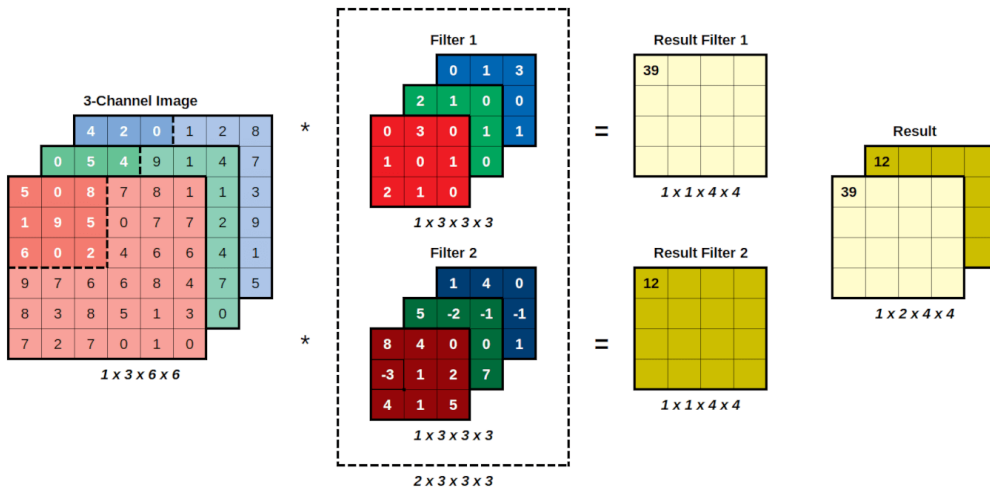 3-Channel Image
4 2 0 1 2 8
0 5 4 9 1 4 7
5 0 8 7 8 1 1 3
1 9 5 0 7 7 2 9
6 0 2 4 6 6 4 1
9 7 6 6 8 4 7 5
8 3 8 5 1 3 0
7 2 7 0 1 0
1 x 3 x 6 x 6
*
*
Filter 1
0 1 3
2 1 0 0
0 3 0 1 1
1 0 1 0
2 1 0
1 x 3 x 3 x 3
Filter 2
1 4 0
5 -2 -1 -1
8 4 0 0 1
-3 1 2 7
4 1 5
1 x 3 x 3 x 3
2 x 3 x 3 x 3
=
=
Result Filter 1
39
1 x 1 x 4 x 4
Result Filter 2
12
1 x 1 x 4 x 4
Result
12
39
1 x 2 x 4 x 4